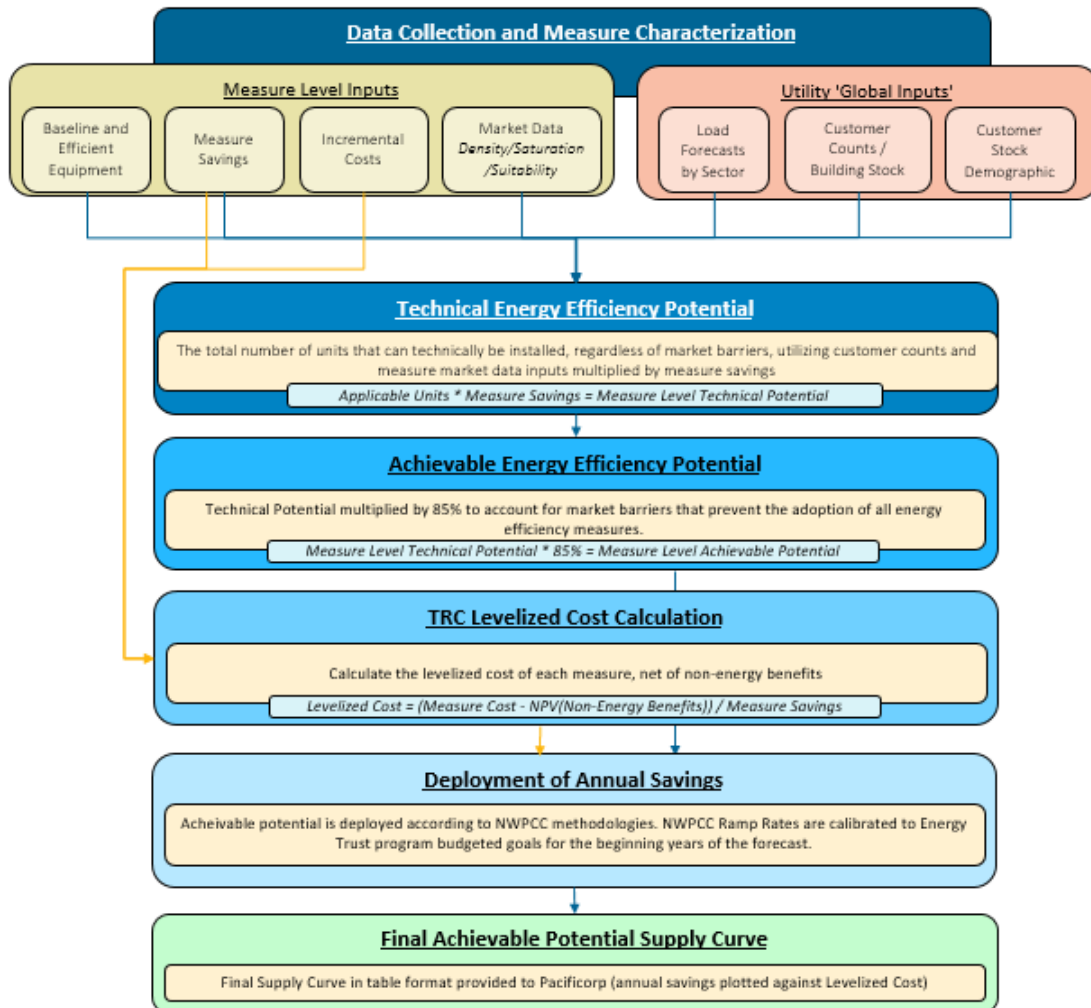 Data Collection and Measure Characterization
Measure Level Inputs
Baseline and
Efficient
Equipment
Measure
Savings
Incremental
Costs
Market Data
Density/Saturation
/Suitability
Utility 'Global Inputs'
Load
Forecasts
by Sector
Customer
Counts /
Building Stock
Customer
Stock
Demographic
Technical Energy Efficiency Potential
The total number of units that can technically be installed, regardless of market barriers, utilizing customer counts and
measure market data inputs multiplied by measure savings
Applicable Units * Measure Savings = Measure Level Technical Potential
Achievable Energy Efficiency Potential
Technical Potential multiplied by 85% to account for market barriers that prevent the adoption of all energy
efficiency measures.
Measure Level Technical Potential * 85% = Measure Level Achievable Potential
TRC Levelized Cost Calculation
Calculate the levelized cost of each measure, net of non-energy benefits
Levelized Cost = (Measure Cost - NPV(Non-Energy Benefits)) / Measure Savings
Deployment of Annual Savings
Acheivable potential is deployed according to NWPCC methodologies. NWPCC Ramp Rates are calibrated to Energy
Trust program budgeted goals for the beginning years of the forecast.
Final Achievable Potential Supply Curve
Final Supply Curve in table format provided to Pacificorp (annual savings plotted against Levelized Cost)